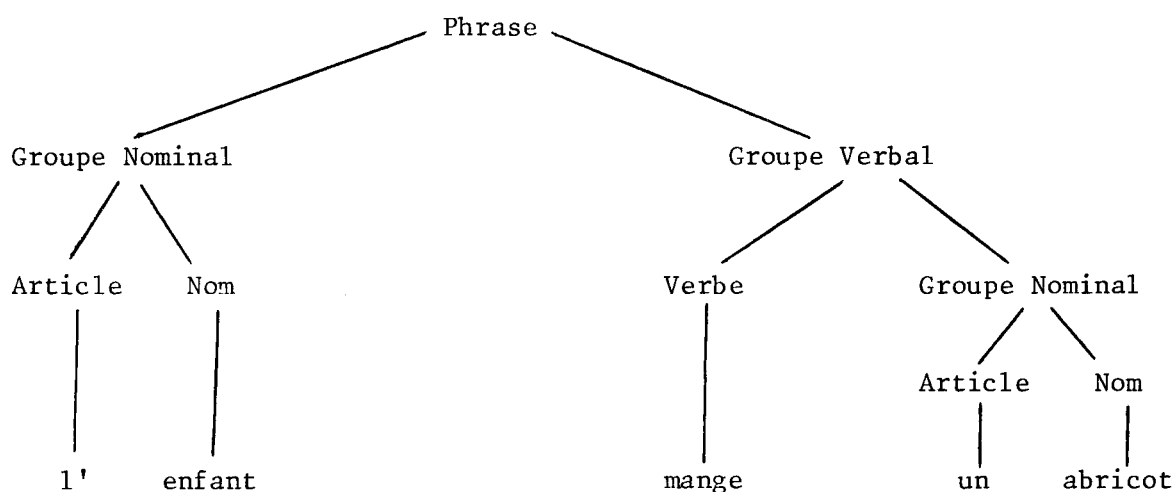 Phrase
Groupe Nominal Groupe Verbal
Article Nom Verbe Groupe Nominal
Article Nom
l' enfant mange un abricot